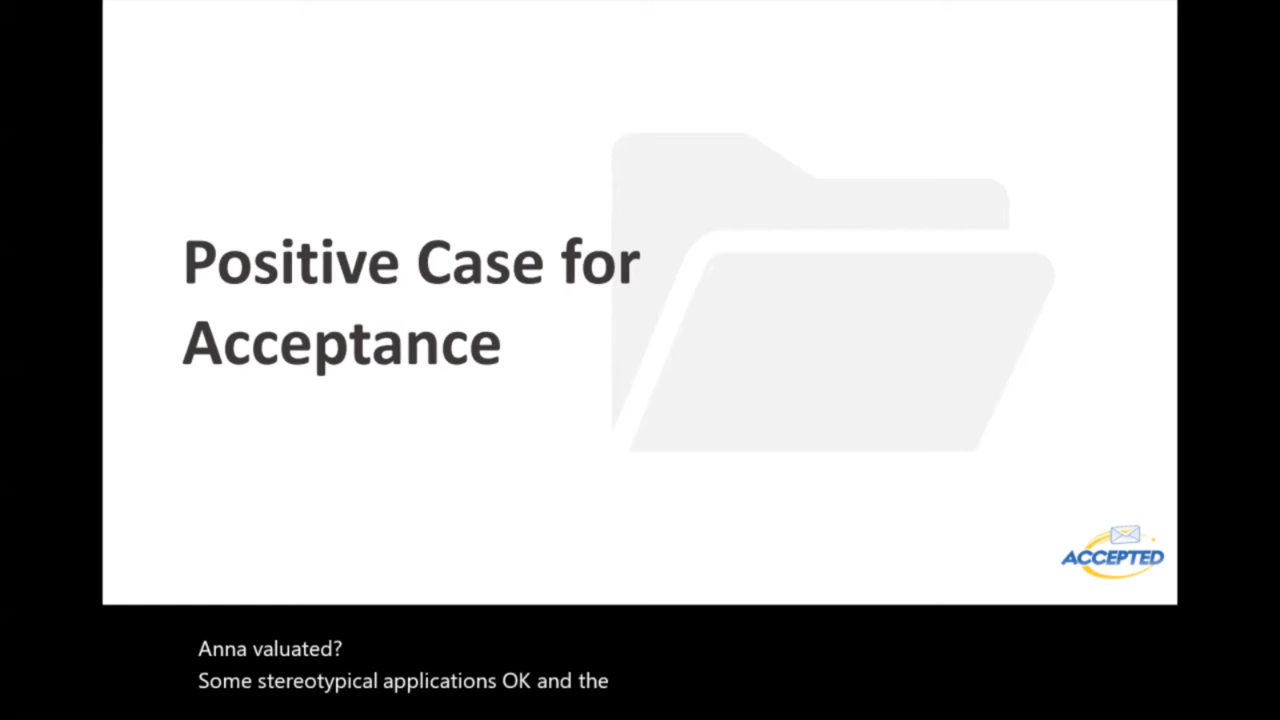 Positive Case for
Acceptance
ACCEPTED
Anna valuated?
Some stereotypical applications OK and the